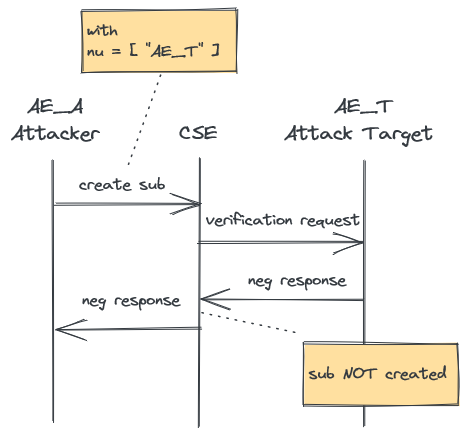 with
nu = [ "AE_T" ]
AE_A
Attacker
CSE
AE_T
Attack Target
create sub
verification request
neg response
neg response
sub NOT created